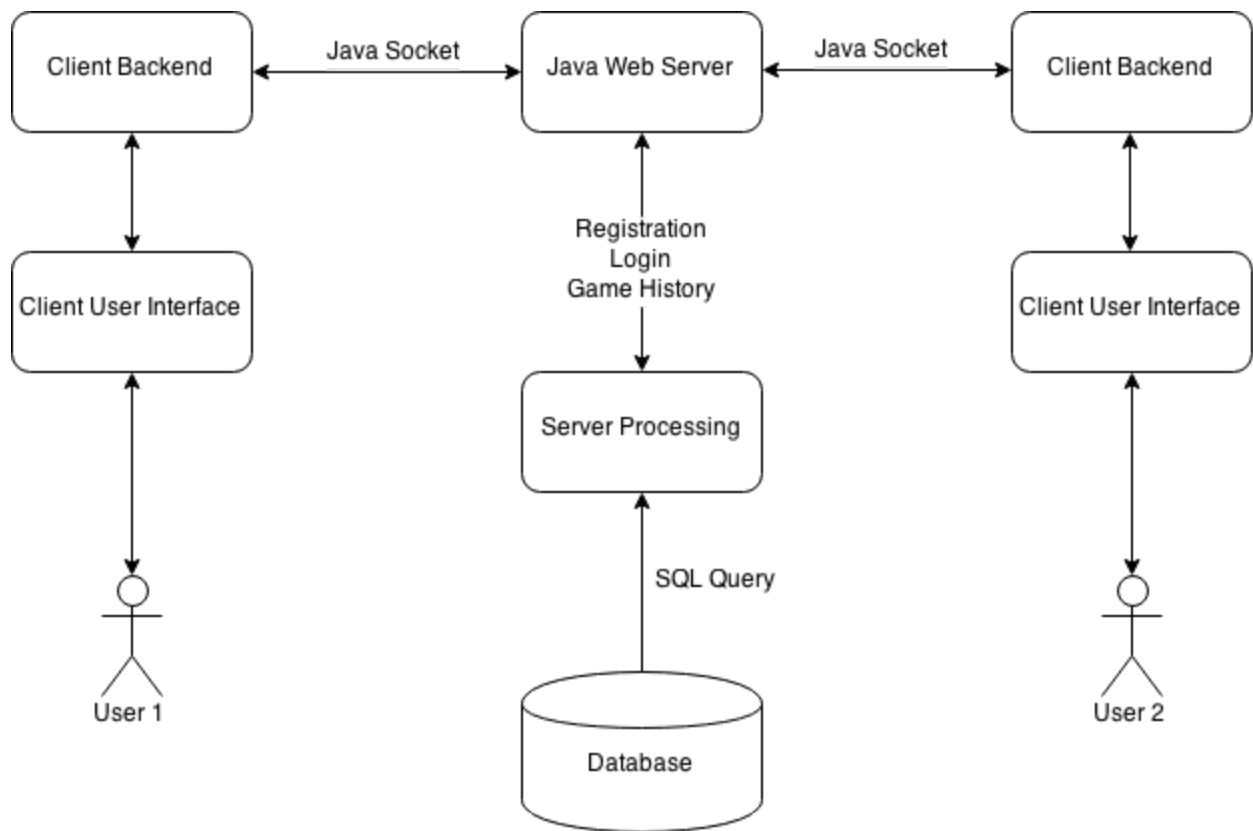 Client Backend
Java Socket
Java Web Server
Java Socket
Client Backend
Registration
Login
Game History
Client User Interface
Client User Interface
Server Processing
SQL Query
User 1
User 2
Database